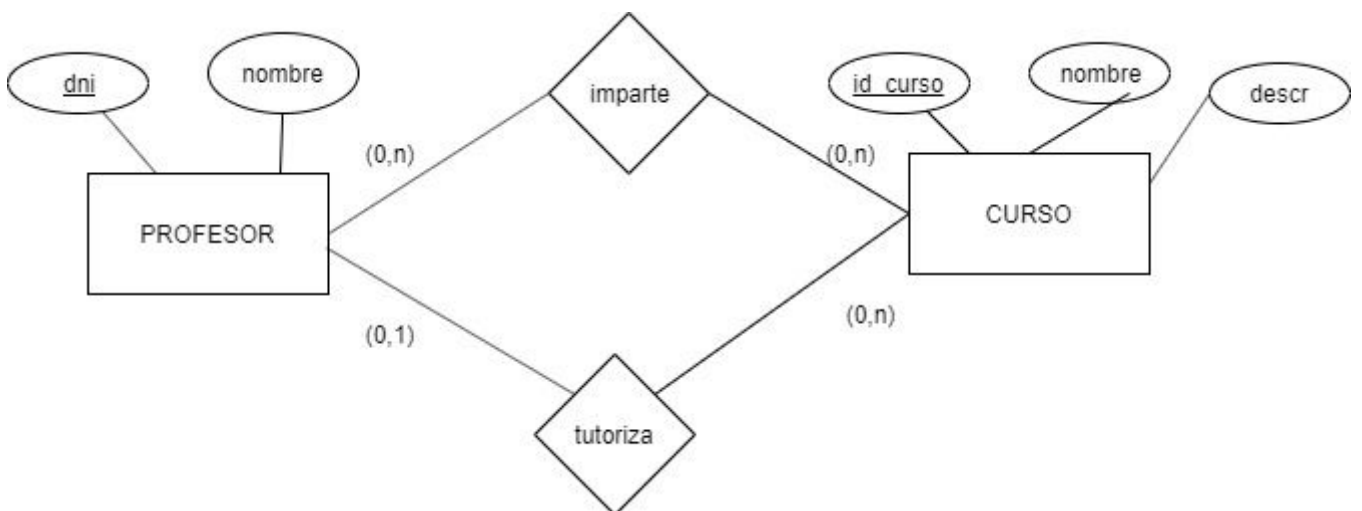 dni
nombre
imparte
id_curso
nombre
descr
(0,n)
(0,n)
PROFESOR
CURSO
(0,1)
(0,n)
tutoriza